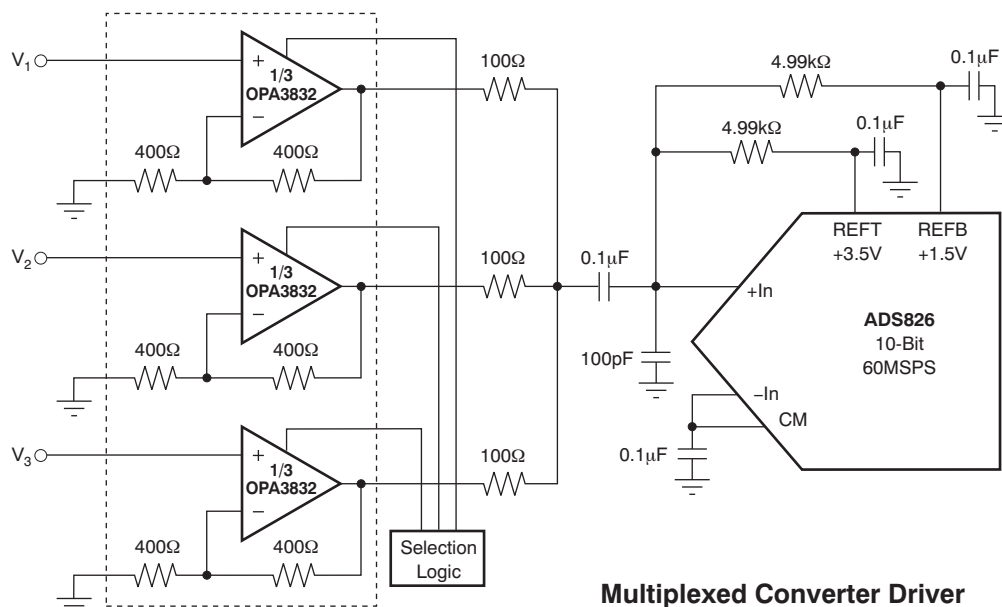 V1
+
1/3
OPA3832
−
400Ω
400Ω
100Ω
V2
+
1/3
OPA3832
−
400Ω
400Ω
100Ω
V3
+
1/3
OPA3832
−
400Ω
400Ω
100Ω
Selection
Logic
0.1μF
100pF
4.99kΩ
0.1μF
4.99kΩ
0.1μF
REFT
+3.5V
REFB
+1.5V
+In
ADS826
10-Bit
60MSPS
−In
CM
0.1μF
Multiplexed Converter Driver